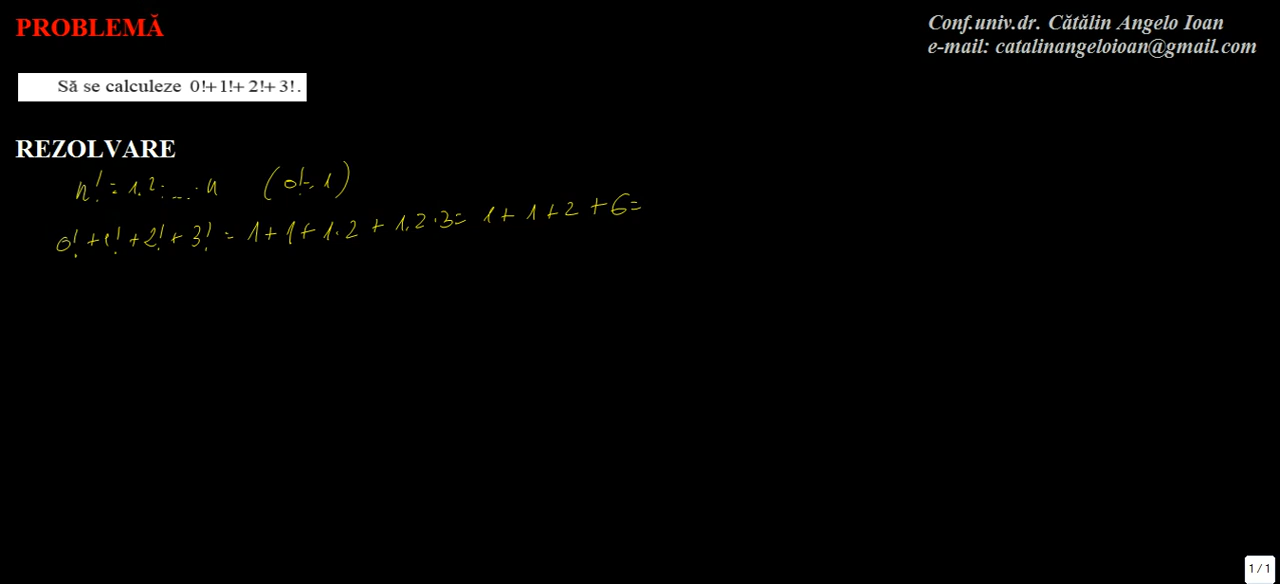 PROBLEMĂ
Conf.univ.dr. Cătălin Angelo Ioan
e-mail: catalinangeloioan@gmail.com
Să se calculeze 0!+1!+2!+3!.
REZOLVARE
n! = 1·2·...·n (0!=1)
0!+1!+2!+3! = 1+1+1·2+1·2·3= 1+1+2+6=
1/1